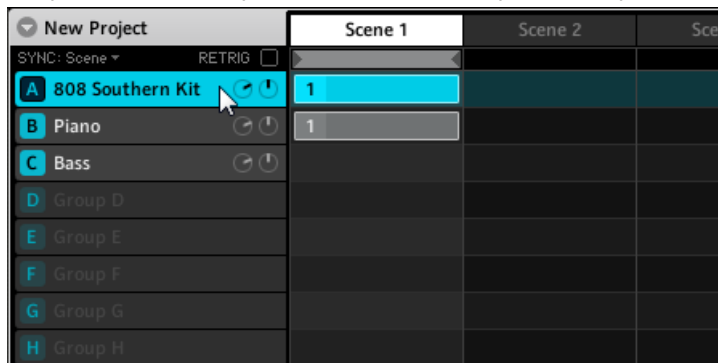 New Project Scene 1 Scene 2 Sce
SYNC: Scene RETRIG
A 808 Southern Kit 1
B Piano 1
C Bass
D Group D
E Group E
F Group F
G Group G
H Group H